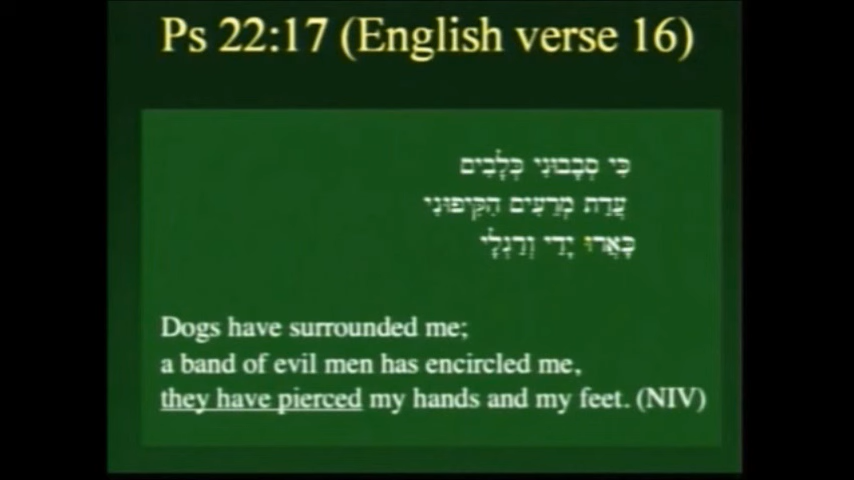 Ps 22:17 (English verse 16)
כִּי סְבָבוּנִי כְּלָבִים
עֲדַת מְרֵעִים הִקִּיפוּנִי
כָּאֲרוּ יָדַי וְרַגְלָי
Dogs have surrounded me;
a band of evil men has encircled me,
they have pierced my hands and my feet. (NIV)